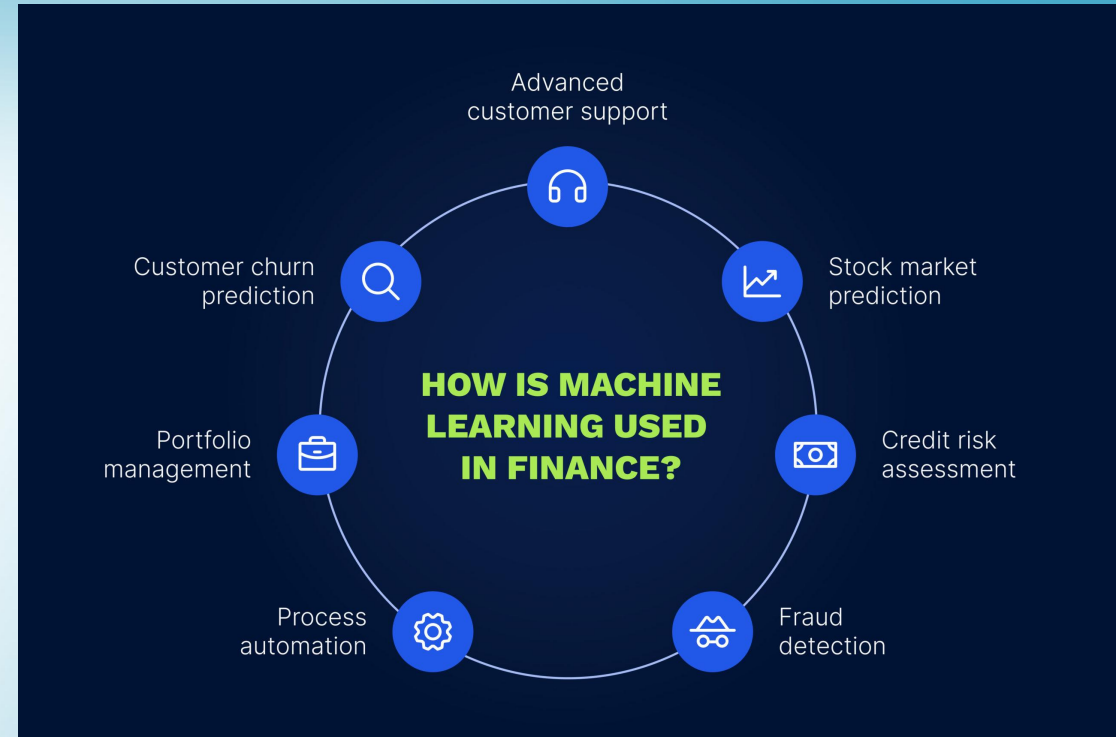 Advanced
customer support
Stock market
prediction
Credit risk
assessment
Fraud
detection
Process
automation
Portfolio
management
Customer churn
prediction
HOW IS MACHINE
LEARNING USED
IN FINANCE?